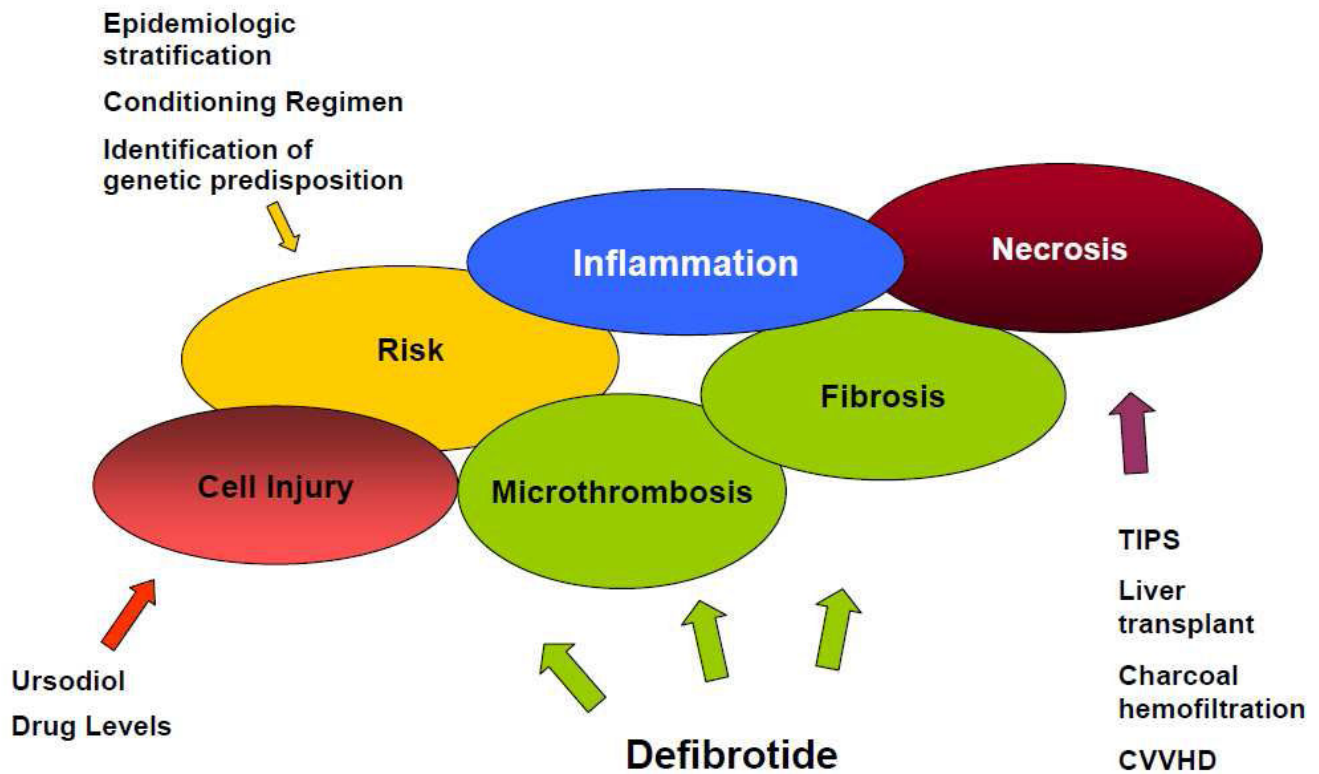 Epidemiologic
stratification
Conditioning Regimen
Identification of
genetic predisposition
Inflammation
Necrosis
Risk
Fibrosis
Cell Injury
Microthrombosis
TIPS
Liver
transplant
Charcoal
hemofiltration
CVVHD
Ursodiol
Drug Levels
Defibrotide